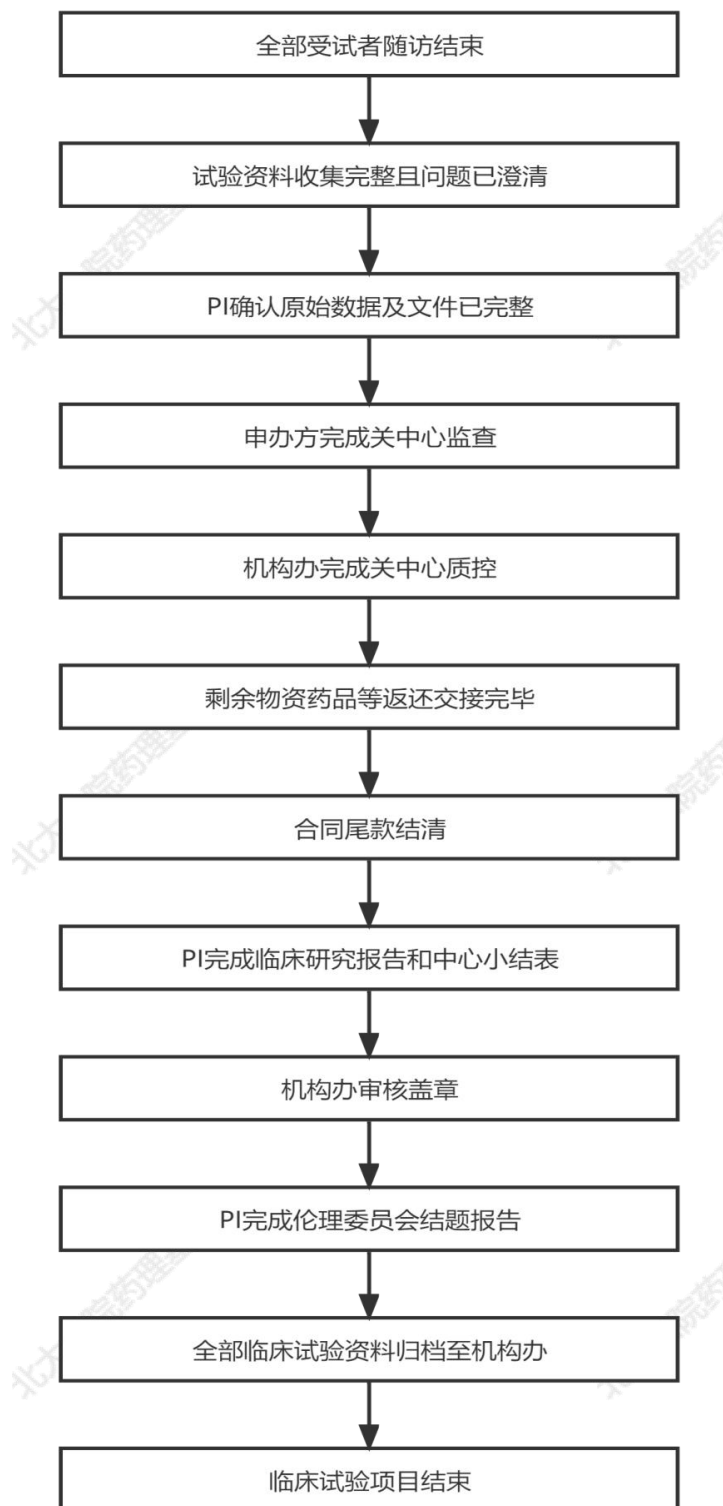 全部受试者随访结束
试验资料收集完整且问题已澄清
PI确认原始数据及文件已完整
申办方完成关中心监查
机构办完成关中心质控
剩余物资药品等返还交接完毕
合同尾款结清
PI完成临床研究报告和中心小结表
机构办审核盖章
PI完成伦理委员会结题报告
全部临床试验资料归档至机构办
临床试验项目结束